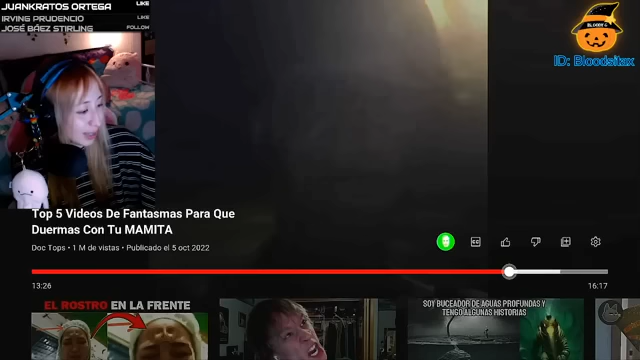 JUANKRATOS ORTEGA LIKE
IRVING PRUDENCIO LIKE
JOSÉ BÁEZ STIRLING FOLLOW
BLOODY G
ID: Bloodsitax
Top 5 Videos De Fantasmas Para Que
Duermas Con Tu MAMITA
Doc Tops • 1 M de vistas • Publicado el 5 oct 2022
CC
13:26
16:17
EL ROSTRO EN LA FRENTE
SOY BUCEADOR DE AGUAS PROFUNDAS Y
TENGO ALGUNAS HISTORIAS